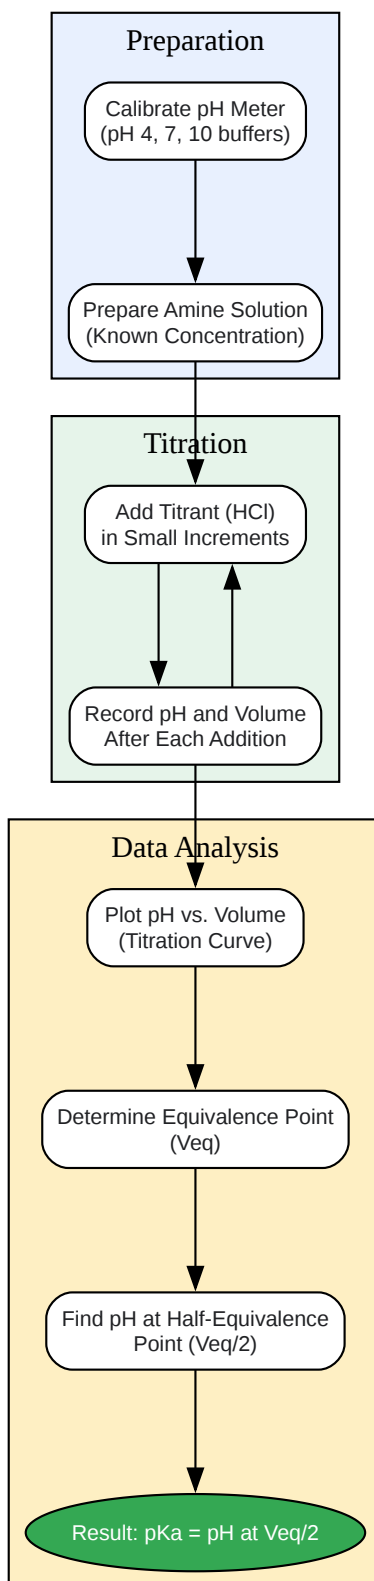 Preparation
Calibrate pH Meter
(pH 4, 7, 10 buffers)
Prepare Amine Solution
(Known Concentration)
Titration
Add Titrant (HCl)
in Small Increments
Record pH and Volume
After Each Addition
Data Analysis
Plot pH vs. Volume
(Titration Curve)
Determine Equivalence Point
(Veq)
Find pH at Half-Equivalence
Point (Veq/2)
Result: pKa = pH at Veq/2